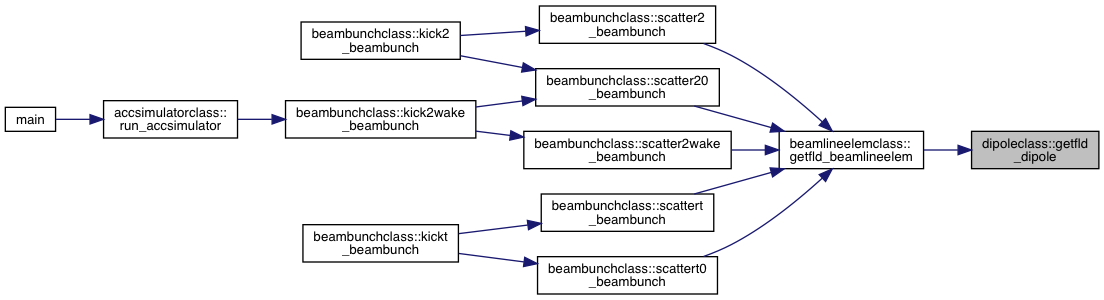 main
accsimulatorclass::
run_accsimulator
beambunchclass::kick2
_beambunch
beambunchclass::kick2wake
_beambunch
beambunchclass::kickt
_beambunch
beambunchclass::scatter2
_beambunch
beambunchclass::scatter20
_beambunch
beambunchclass::scatter2wake
_beambunch
beambunchclass::scattert
_beambunch
beambunchclass::scattert0
_beambunch
beamlineelemclass::
getfld_beamlineelem
dipoleclass::getfld
_dipole